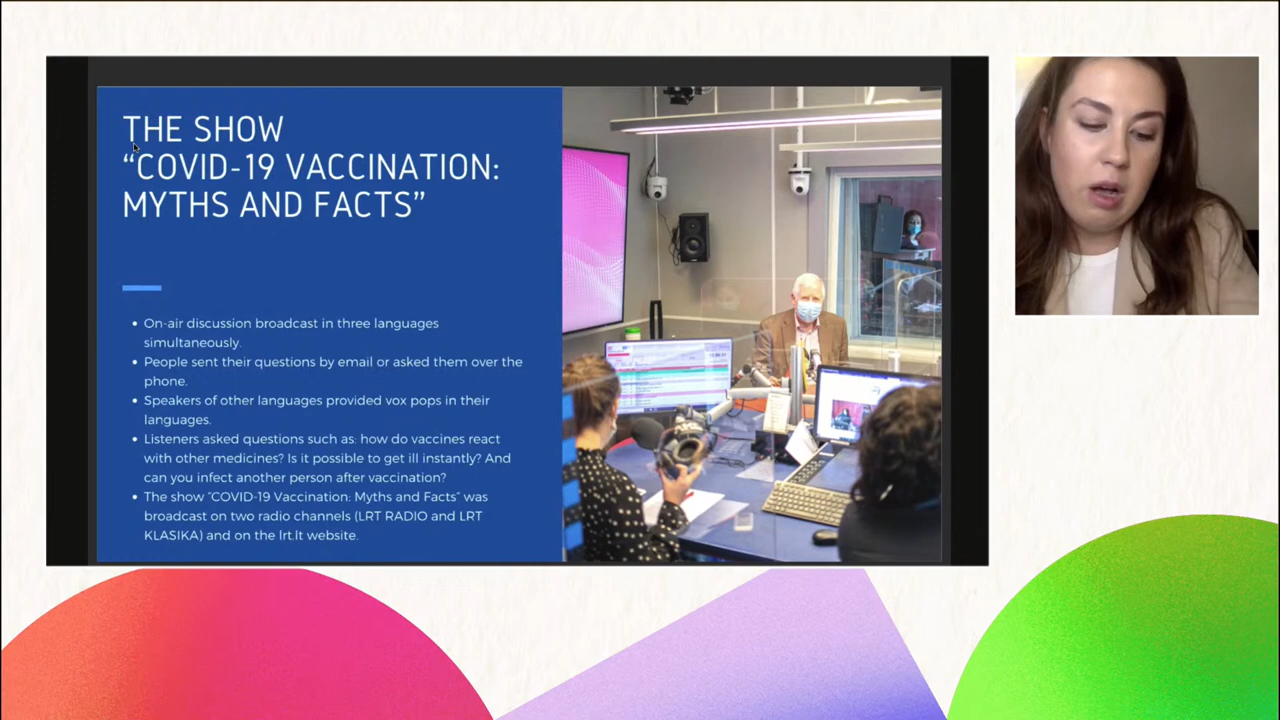 THE SHOW
“COVID-19 VACCINATION:
MYTHS AND FACTS”
On-air discussion broadcast in three languages
simultaneously.
People sent their questions by email or asked them over the
phone.
Speakers of other languages provided vox pops in their
languages.
Listeners asked questions such as: how do vaccines react
with other medicines? Is it possible to get ill instantly? And
can you infect another person after vaccination?
The show “COVID-19 Vaccination: Myths and Facts” was
broadcast on two radio channels (LRT RADIO and LRT
KLASIKA) and on the lrt.lt website.